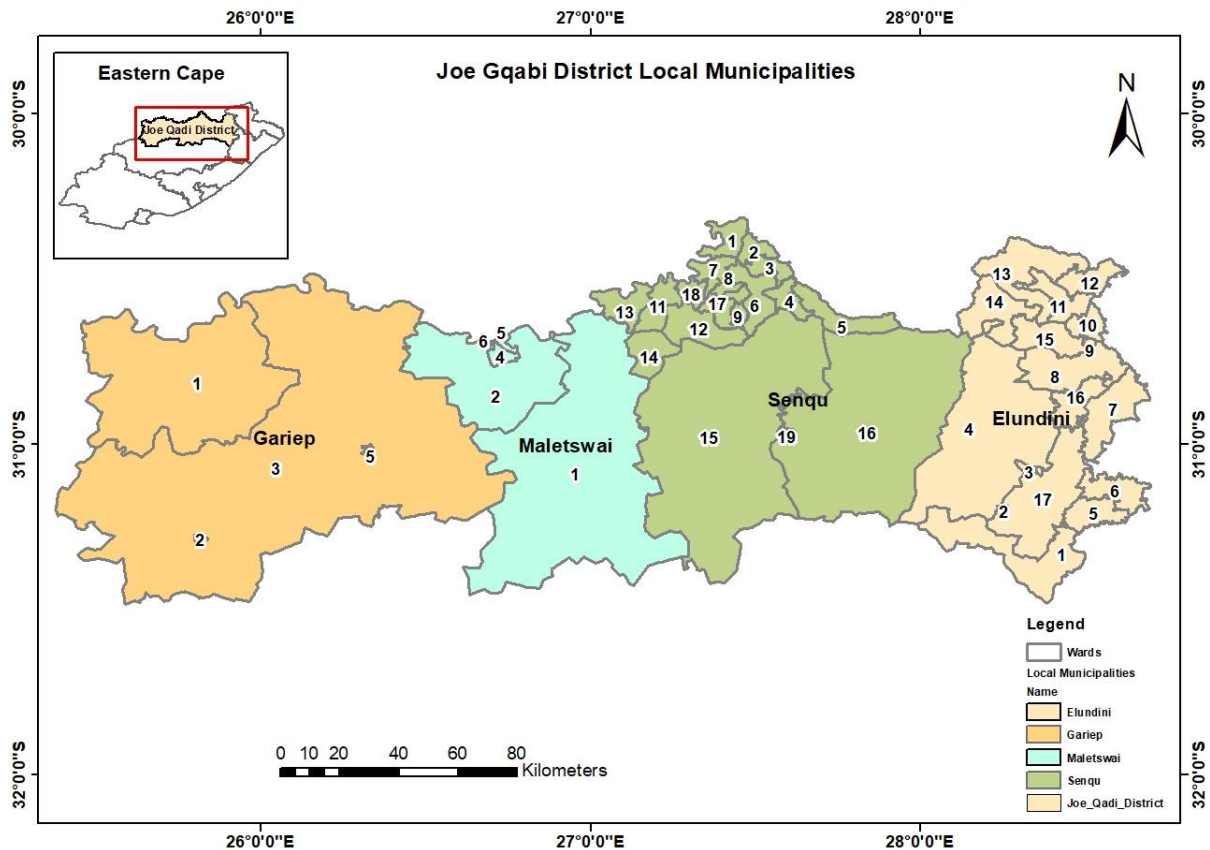 26°0'0"E
27°0'0"E
28°0'0"E
Eastern Cape
Joe Qadi District
Joe Gqabi District Local Municipalities
N
30°0'0"S
30°0'0"S
1
2
7
3
8
13
12
18
4
14
11
17
6
11
13
9
10
5
12
5
15
6
9
4
14
8
1
2
16
Senqu
7
Elundini
Gariep
Maletswai
15
19
16
4
31°0'0"S
31°0'0"S
3
5
1
3
17
6
2
5
2
1
Legend
Wards
Local Municipalities
Name
Elundini
Gariep
Maletswai
Senqu
Joe_Qadi_District
0 10 20 40 60 80
Kilometers
32°0'0"S
32°0'0"S
26°0'0"E
27°0'0"E
28°0'0"E